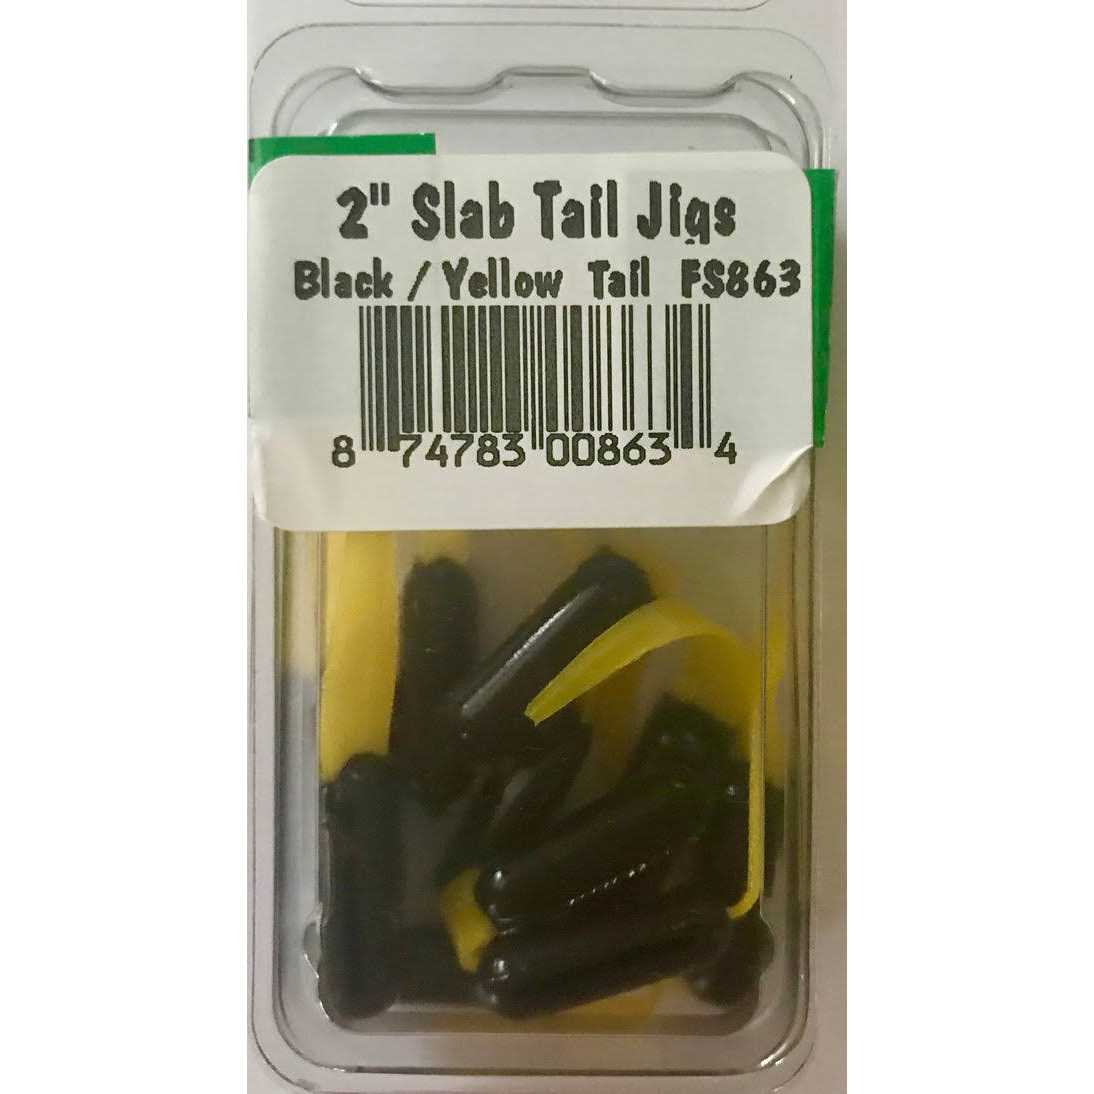 2" Slab Tail Jigs
Black / Yellow Tail FS863
8 74783 00863 4